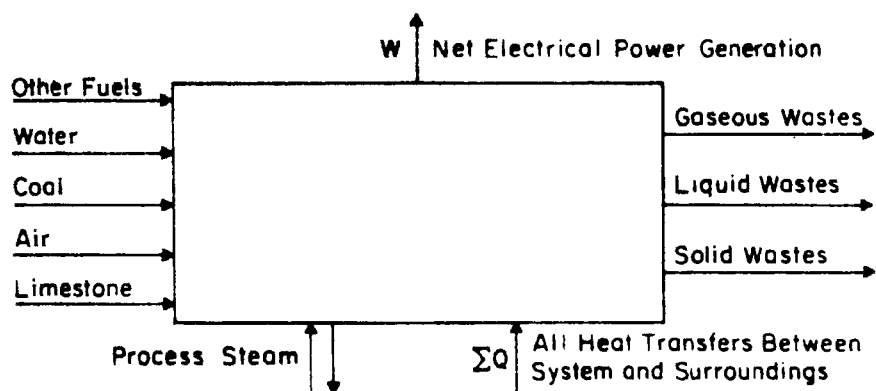 W Net Electrical Power Generation
Other Fuels
Water
Coal
Air
Limestone
Gaseous Wastes
Liquid Wastes
Solid Wastes
Process Steam
ΣQ
All Heat Transfers Between
System and Surroundings